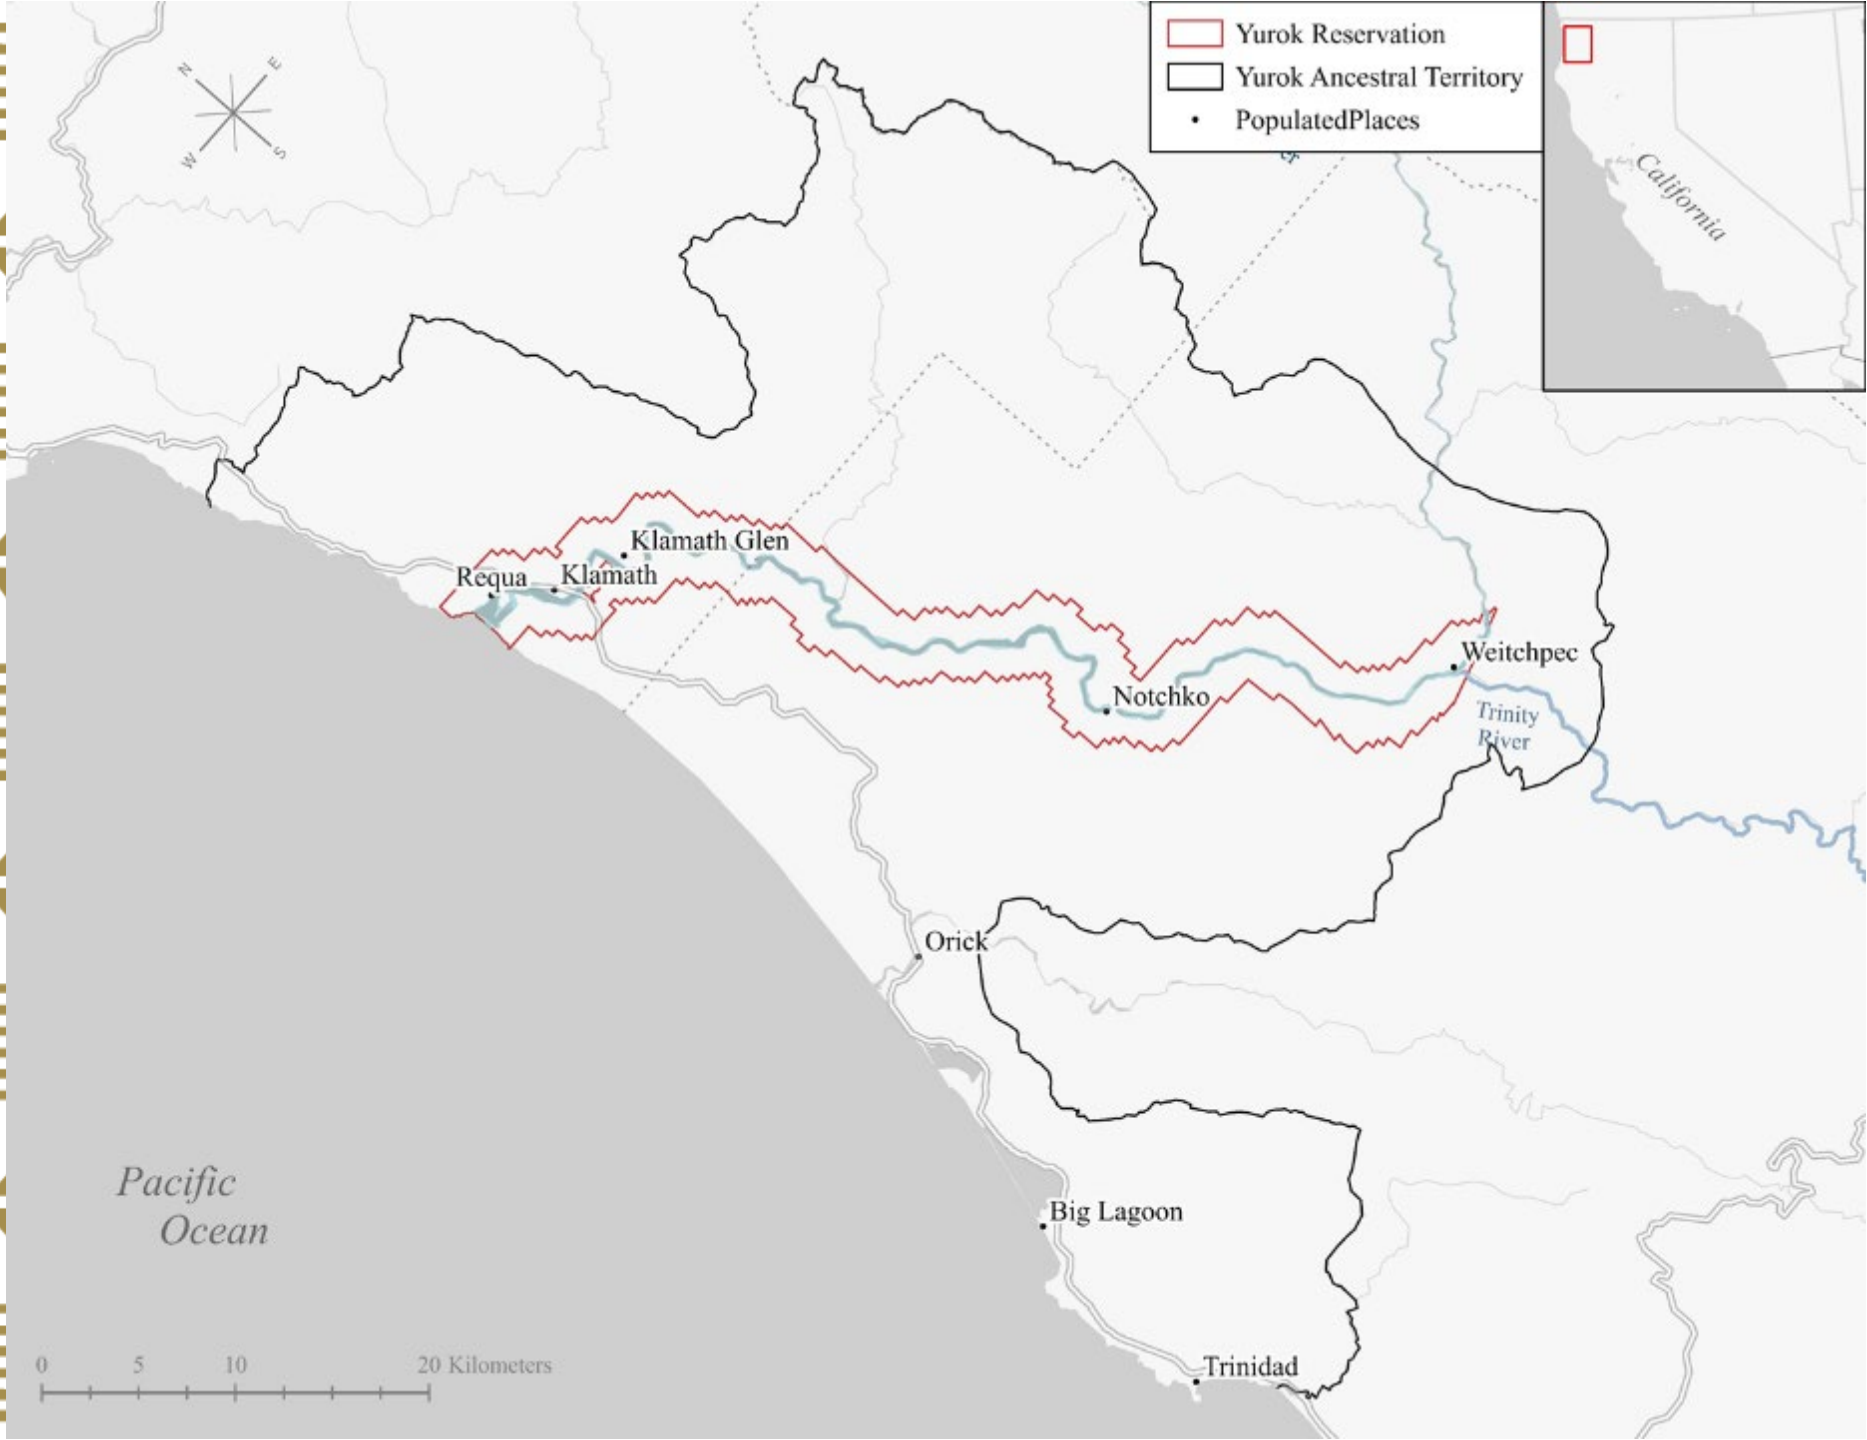 Yurok Reservation
Yurok Ancestral Territory
PopulatedPlaces
California
N
E
W
S
er
Klamath Glen
Requa
Klamath
Weitchpec
Notchko
Trinity
River
Orick
Pacific
Ocean
Big Lagoon
Trinidad
0 5 10 20 Kilometers